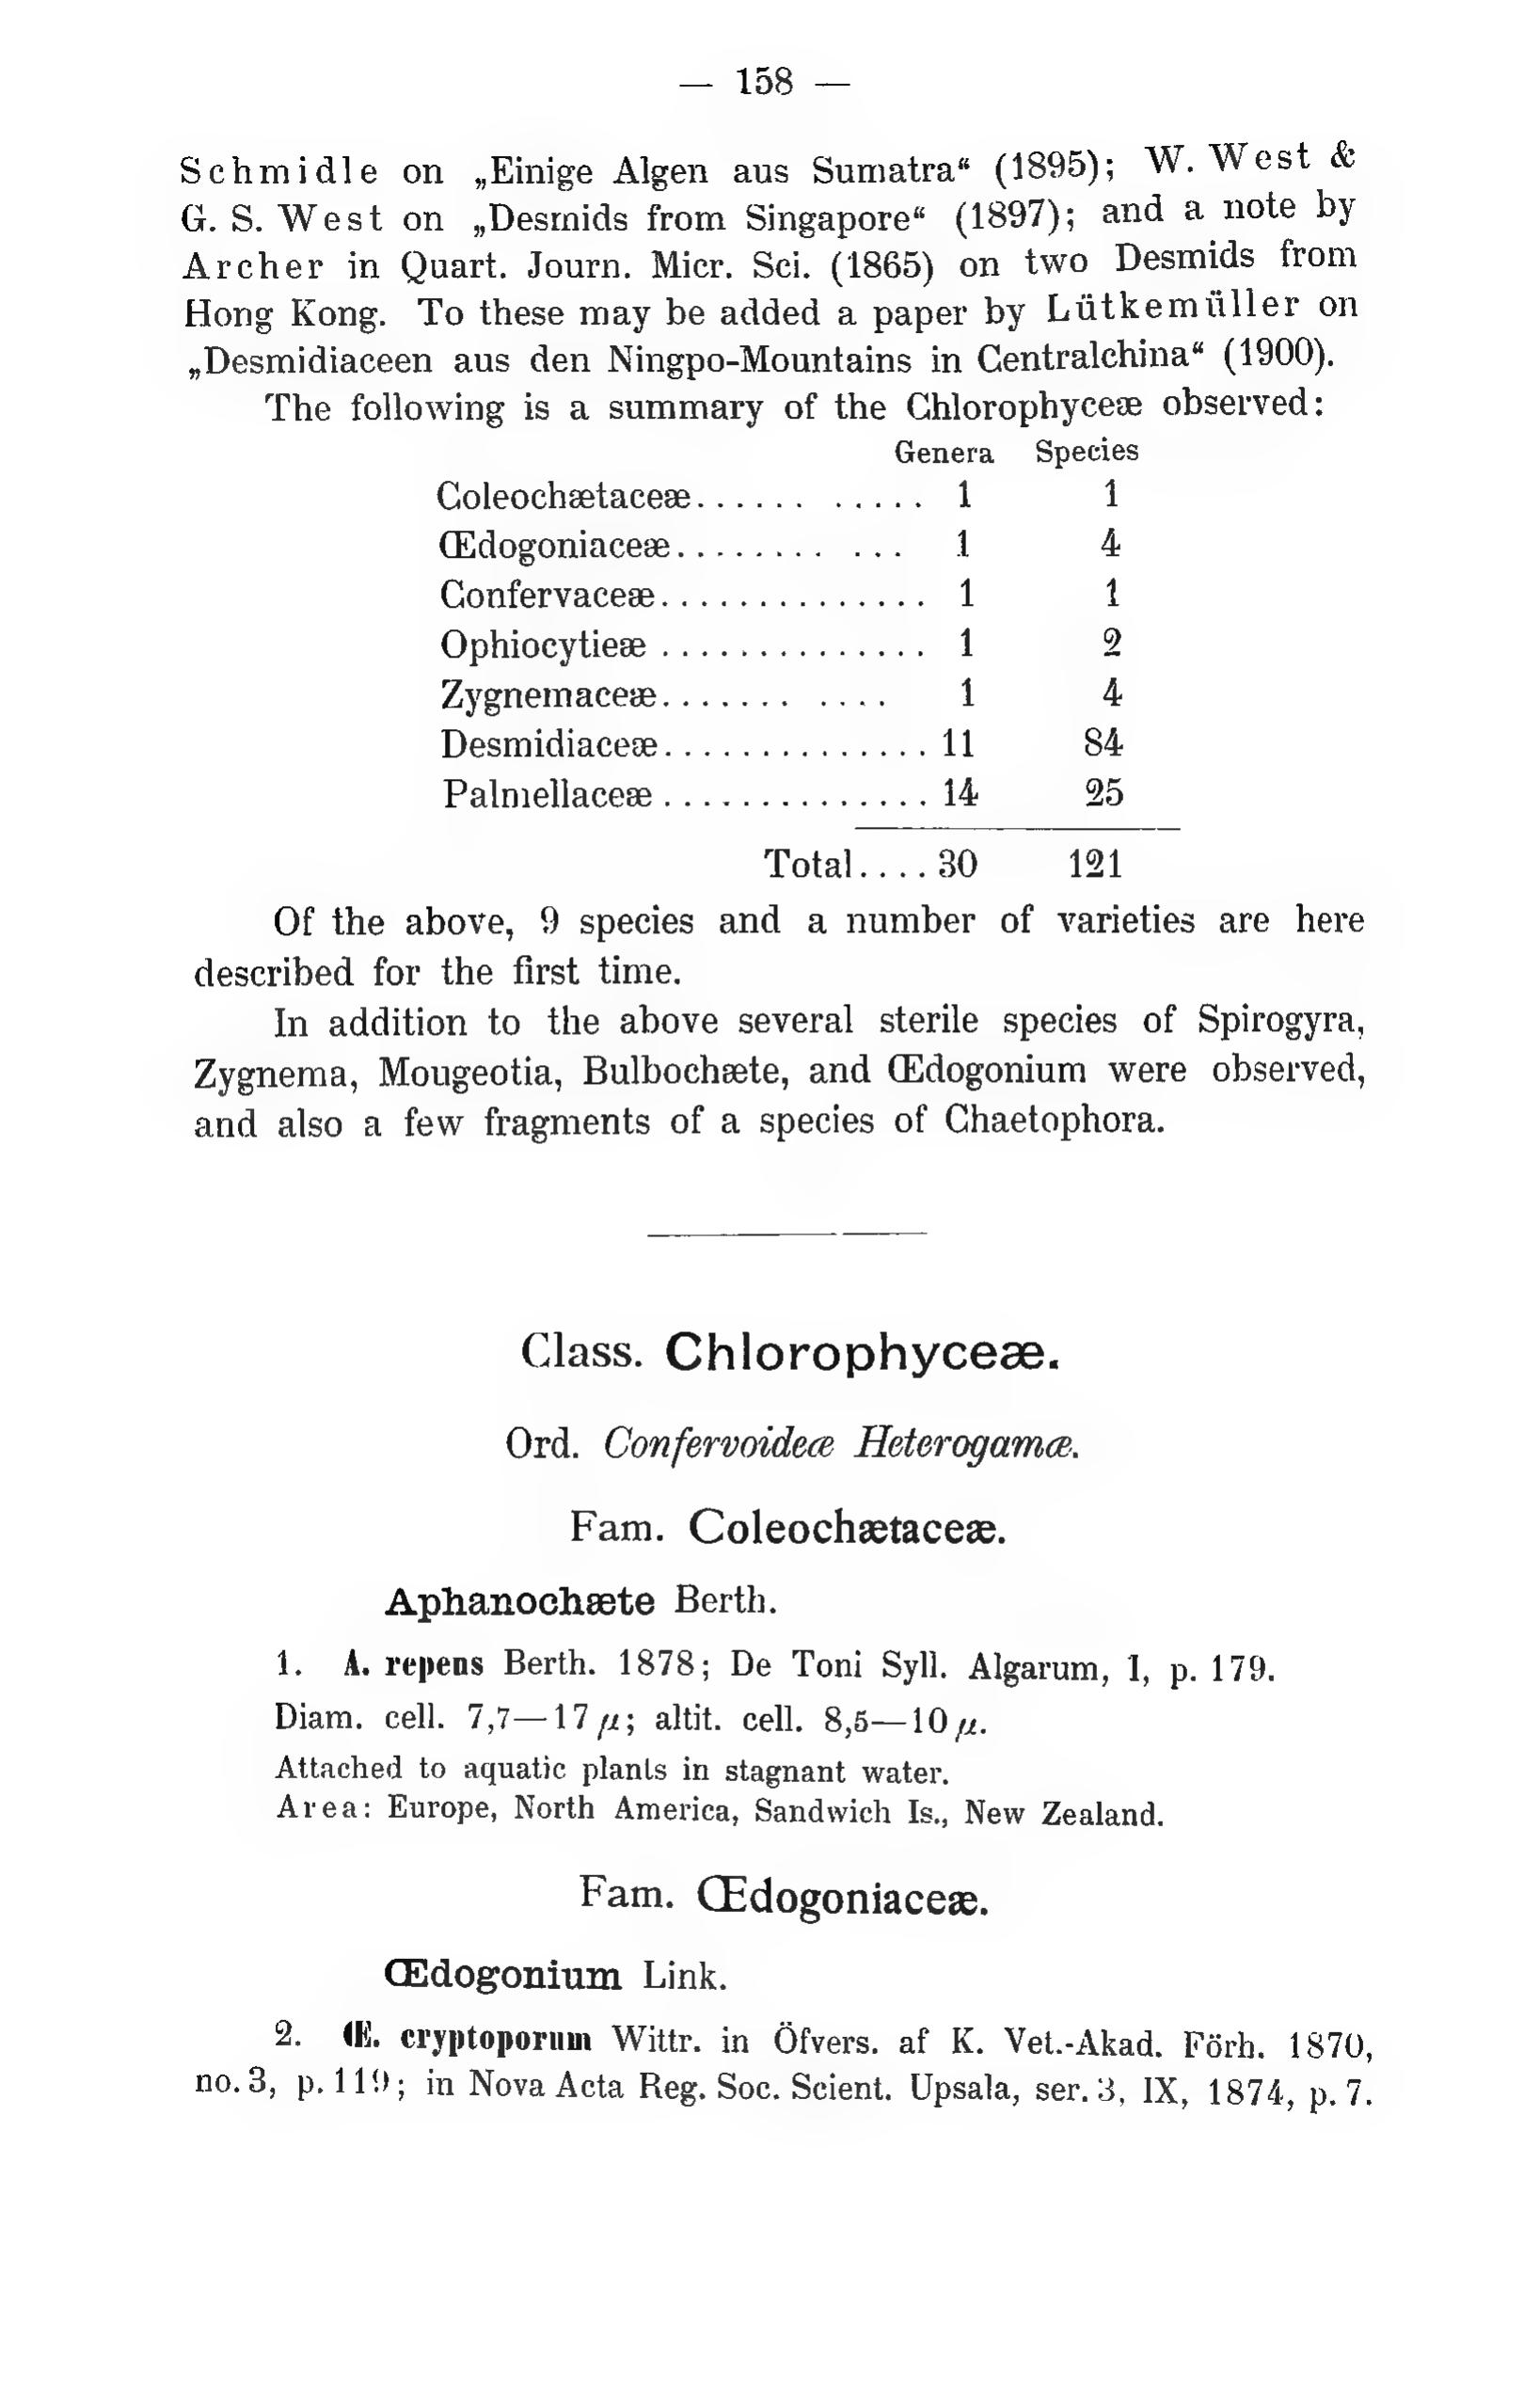 — 158 —
Schmidle on „Einige Algen aus Sumatra“ (1895); W. West &
G. S. West on „Desmids from Singapore“ (1897); and a note by
Archer in Quart. Journ. Micr. Sci. (1865) on two Desmids from
Hong Kong. To these may be added a paper by Lütkemüller on
„Desmidiaceen aus den Ningpo-Mountains in Centralchina“ (1900).
The following is a summary of the Chlorophyceæ observed:
Genera Species
Coleochætaceæ...... ..... 1 1
Œdogoniaceæ........ ... 1 4
Confervaceæ.............. 1 1
Ophiocytieæ .............. 1 2
Zygnemaceæ....... .... 1 4
Desmidiaceæ.............. 11 84
Palmellaceæ .............. 14 25
Total.... 30 121
Of the above, 9 species and a number of varieties are here
described for the first time.
In addition to the above several sterile species of Spirogyra,
Zygnema, Mougeotia, Bulbochæte, and Œdogonium were observed,
and also a few fragments of a species of Chaetophora.
Class. Chlorophyceæ.
Ord. Confervoideæ Heterogamæ.
Fam. Coleochætaceæ.
Aphanochæte Berth.
1. A. repens Berth. 1878; De Toni Syll. Algarum, I, p. 179.
Diam. cell. 7,7—17 μ; altit. cell. 8,5—10 μ.
Attached to aquatic plants in stagnant water.
Area: Europe, North America, Sandwich Is., New Zealand.
Fam. Œdogoniaceæ.
Œdogonium Link.
2. Œ. cryptoporum Wittr. in Öfvers. af K. Vet.-Akad. Förh. 1870,
no. 3, p. 119; in Nova Acta Reg. Soc. Scient. Upsala, ser. 3, IX, 1874, p. 7.